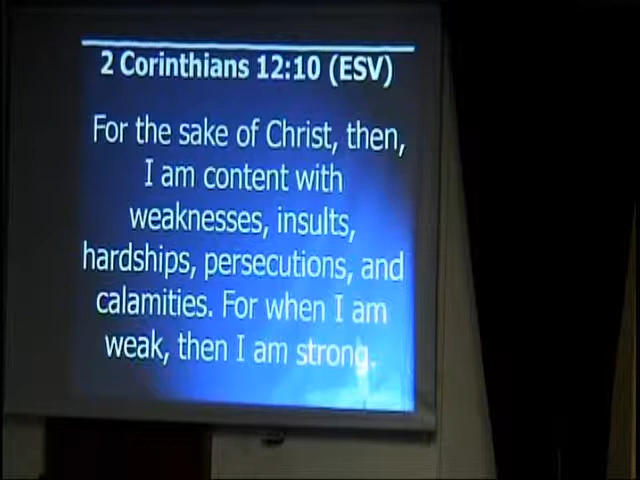 2 Corinthians 12:10 (ESV)
For the sake of Christ, then,
I am content with
weaknesses, insults,
hardships, persecutions, and
calamities. For when I am
weak, then I am strong.